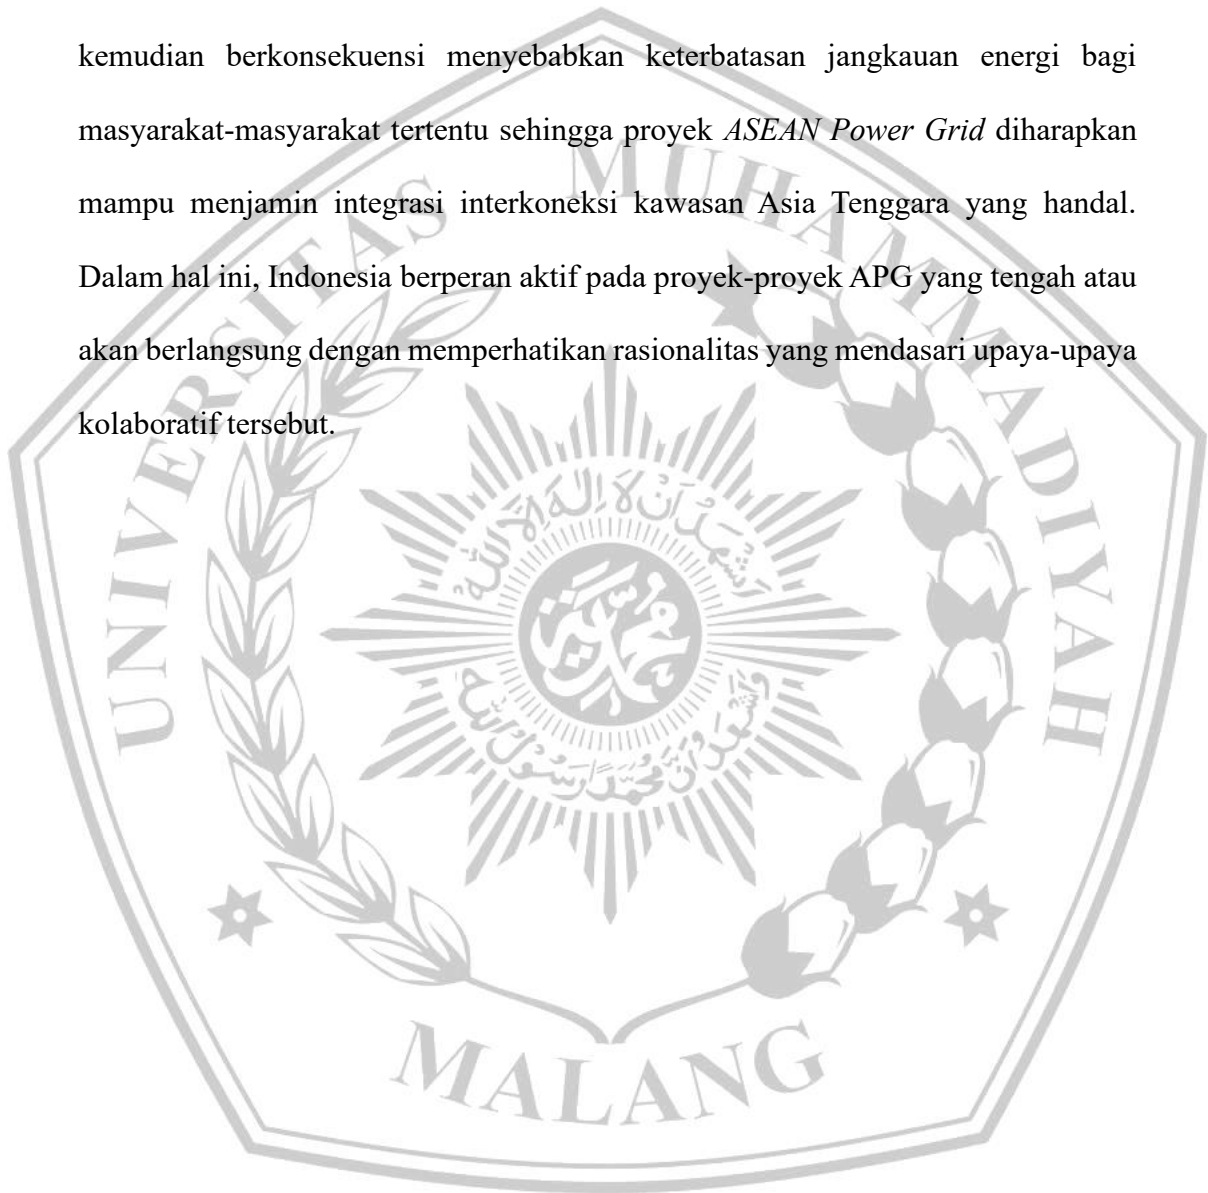 kemudian berkonsekuensi menyebabkan keterbatasan jangkauan energi bagi
masyarakat-masyarakat tertentu sehingga proyek ASEAN Power Grid diharapkan
mampu menjamin integrasi interkoneksi kawasan Asia Tenggara yang handal.
Dalam hal ini, Indonesia berperan aktif pada proyek-proyek APG yang tengah atau
akan berlangsung dengan memperhatikan rasionalitas yang mendasari upaya-upaya
kolaboratif tersebut.
UNIVERSITAS MUHAMMADIYAH
MALANG